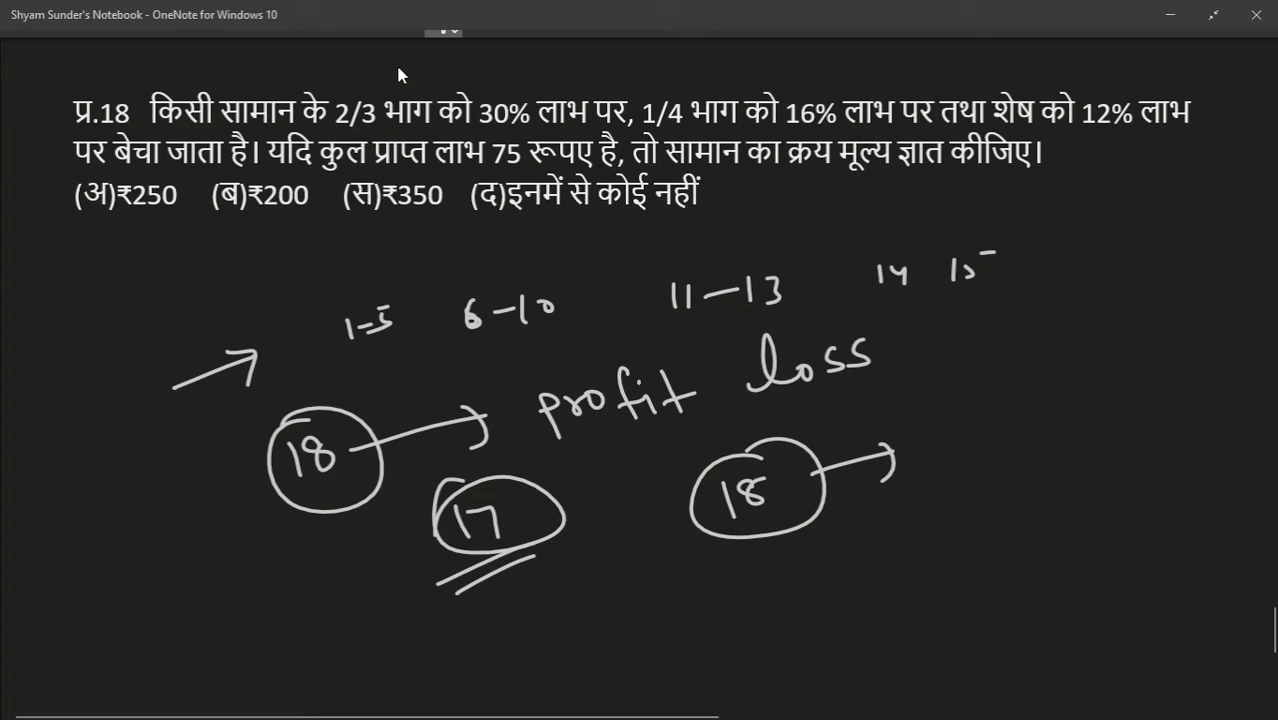 Shyam Sunder's Notebook - OneNote for Windows 10
प्र.18 किसी सामान के 2/3 भाग को 30% लाभ पर, 1/4 भाग को 16% लाभ पर तथा शेष को 12% लाभ
पर बेचा जाता है। यदि कुल प्राप्त लाभ 75 रूपए है, तो सामान का क्रय मूल्य ज्ञात कीजिए।
(अ)₹250 (ब)₹200 (स)₹350 (द)इनमें से कोई नहीं
1-5 6-10 11-13 14 15
18 profit loss
17 18